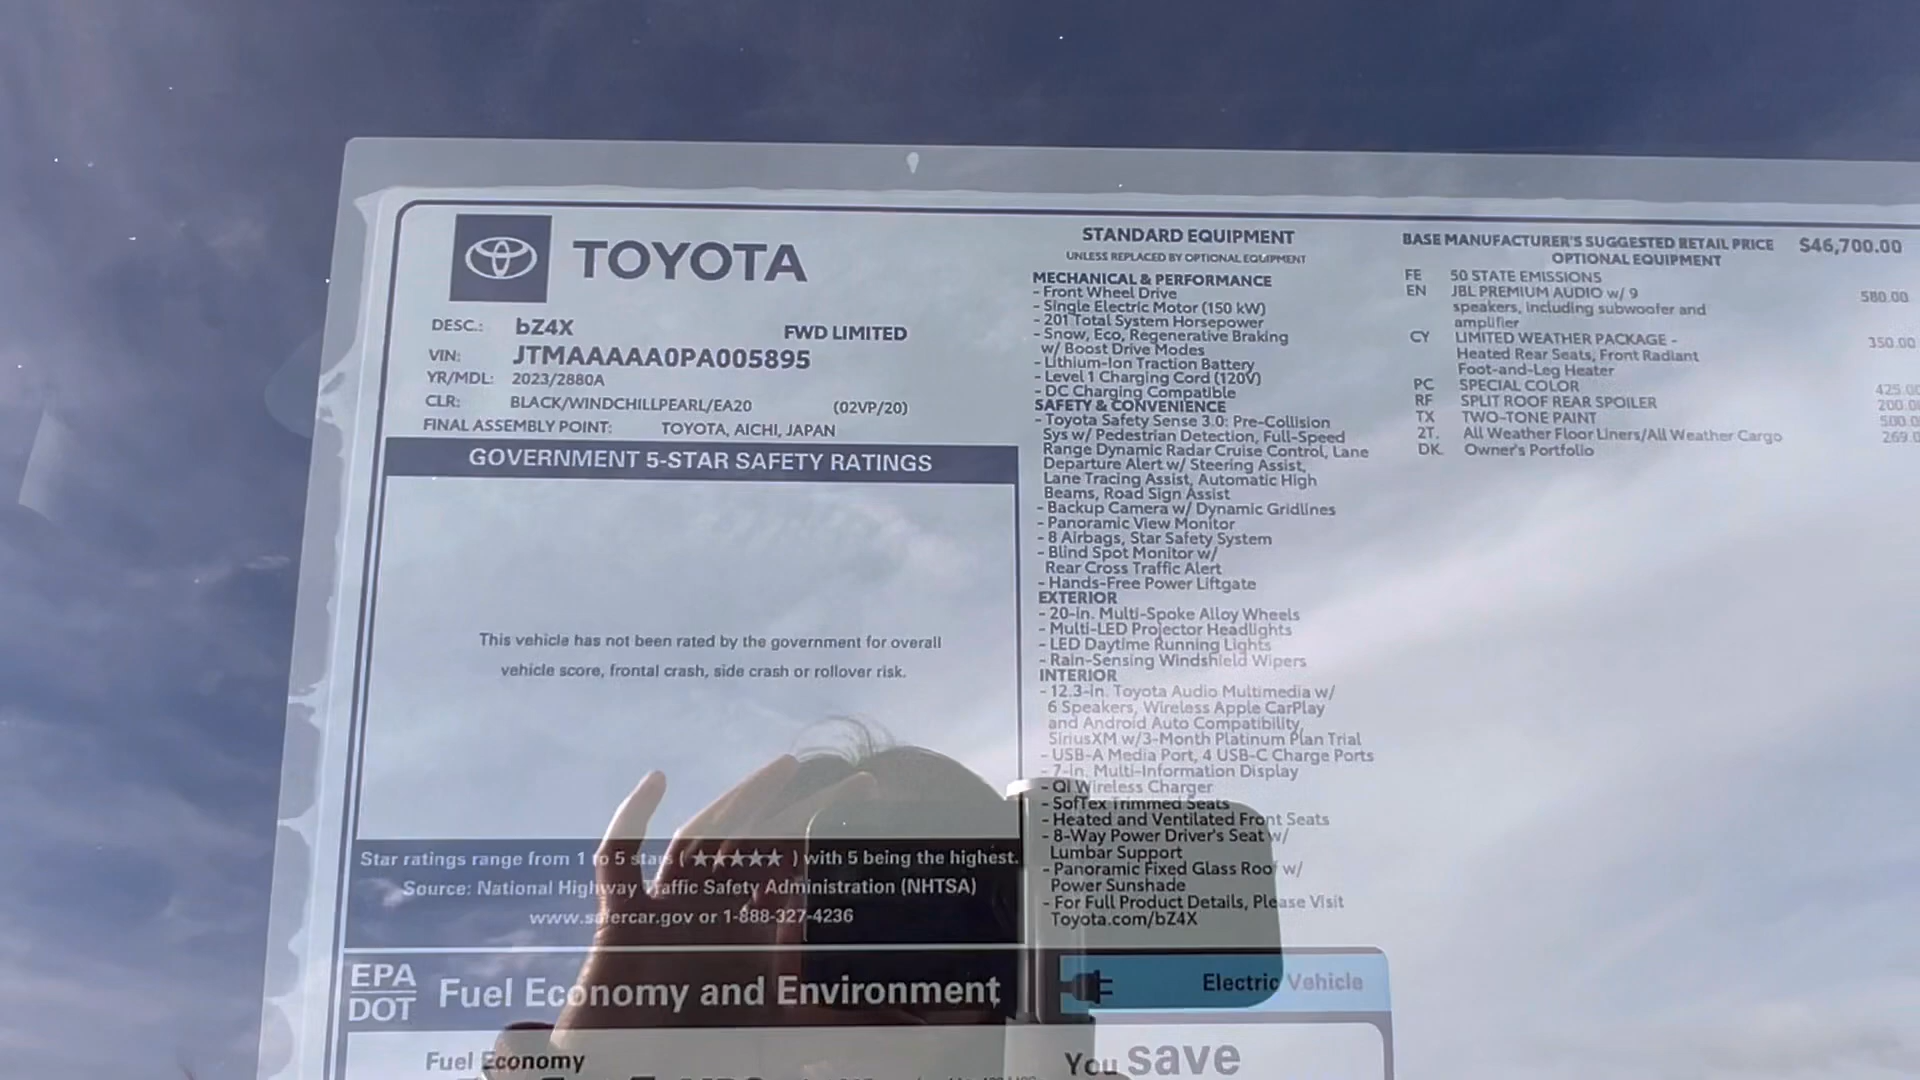 TOYOTA
DESC.: bZ4X FWD LIMITED
VIN: JTMAAAAA0PA005895
YR/MDL: 2023/2880A
CLR: BLACK/WINDCHILLPEARL/EA20 (02VP/20)
FINAL ASSEMBLY POINT: TOYOTA, AICHI, JAPAN
GOVERNMENT 5-STAR SAFETY RATINGS
This vehicle has not been rated by the government for overall
vehicle score, frontal crash, side crash or rollover risk.
Star ratings range from 1 to 5 stars (★★★★★) with 5 being the highest.
Source: National Highway Traffic Safety Administration (NHTSA)
www.safercar.gov or 1-888-327-4236
STANDARD EQUIPMENT
UNLESS REPLACED BY OPTIONAL EQUIPMENT
MECHANICAL & PERFORMANCE
- Front Wheel Drive
- Single Electric Motor (150 kW)
- 201 Total System Horsepower
- Snow, Eco, Regenerative Braking
w/ Boost Drive Modes
- Lithium-Ion Traction Battery
- Level 1 Charging Cord (120V)
- DC Charging Compatible
SAFETY & CONVENIENCE
- Toyota Safety Sense 3.0: Pre-Collision
Sys w/ Pedestrian Detection, Full-Speed
Range Dynamic Radar Cruise Control, Lane
Departure Alert w/ Steering Assist,
Lane Tracing Assist, Automatic High
Beams, Road Sign Assist
- Backup Camera w/ Dynamic Gridlines
- Panoramic View Monitor
- 8 Airbags, Star Safety System
- Blind Spot Monitor w/
Rear Cross Traffic Alert
- Hands-Free Power Liftgate
EXTERIOR
- 20-in. Multi-Spoke Alloy Wheels
- Multi-LED Projector Headlights
- LED Daytime Running Lights
- Rain-Sensing Windshield Wipers
INTERIOR
- 12.3-in. Toyota Audio Multimedia w/
6 Speakers, Wireless Apple CarPlay
and Android Auto Compatibility,
SiriusXM w/3-Month Platinum Plan Trial
- USB-A Media Port, 4 USB-C Charge Ports
- 7-in. Multi-Information Display
- QI Wireless Charger
- SofTex Trimmed Seats
- Heated and Ventilated Front Seats
- 8-Way Power Driver's Seat w/
Lumbar Support
- Panoramic Fixed Glass Roof w/
Power Sunshade
- For Full Product Details, Please Visit
Toyota.com/bZ4X
BASE MANUFACTURER'S SUGGESTED RETAIL PRICE $46,700.00
OPTIONAL EQUIPMENT
FE 50 STATE EMISSIONS
EN JBL PREMIUM AUDIO w/ 9 580.00
speakers, including subwoofer and
amplifier
CY LIMITED WEATHER PACKAGE - 350.00
Heated Rear Seats, Front Radiant
Foot-and-Leg Heater
PC SPECIAL COLOR 425.00
RF SPLIT ROOF REAR SPOILER 200.0
TX TWO-TONE PAINT 500.0
2T. All Weather Floor Liners/All Weather Cargo 269.0
DK. Owner's Portfolio
EPA
DOT
Fuel Economy and Environment
Electric Vehicle
Fuel Economy
You save